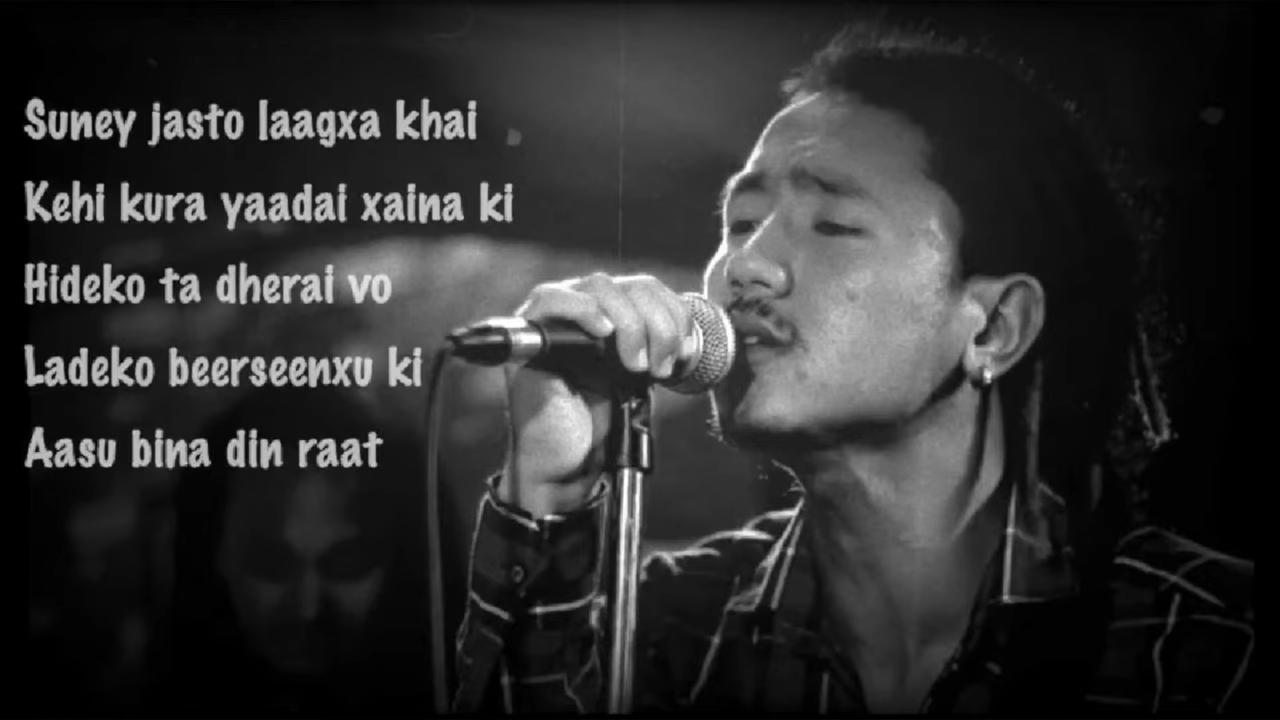 Suney jasto laagxa khai
Kehi kura yaadai xaina ki
Hideko ta dherai vo
Ladeko beerseenxu ki
Aasu bina din raat